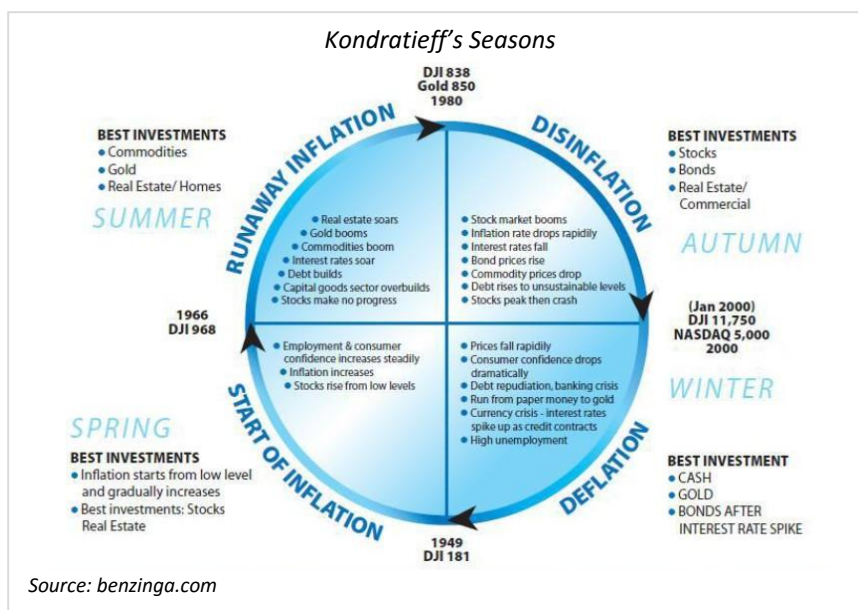 Kondratieff's Seasons
DJI 838
Gold 850
1980
RUNAWAY INFLATION
DISINFLATION
BEST INVESTMENTS
• Commodities
• Gold
• Real Estate/ Homes
SUMMER
BEST INVESTMENTS
• Stocks
• Bonds
• Real Estate/
Commercial
AUTUMN
• Real estate soars
• Gold booms
• Commodities boom
• Interest rates soar
• Debt builds
• Capital goods sector overbuilds
• Stocks make no progress
• Stock market booms
• Inflation rate drops rapidly
• Interest rates fall
• Bond prices rise
• Commodity prices drop
• Debt rises to unsustainable levels
• Stocks peak then crash
1966
DJI 968
(Jan 2000)
DJI 11,750
NASDAQ 5,000
2000
• Employment & consumer
confidence increases steadily
• Inflation increases
• Stocks rise from low levels
• Prices fall rapidly
• Consumer confidence drops
dramatically
• Debt repudiation, banking crisis
• Run from paper money to gold
• Currency crisis - interest rates
spike up as credit contracts
• High unemployment
SPRING
BEST INVESTMENTS
• Inflation starts from low level
and gradually increases
• Best investments: Stocks
Real Estate
WINTER
BEST INVESTMENT
• CASH
• GOLD
• BONDS AFTER
INTEREST RATE SPIKE
START OF INFLATION
DEFLATION
1949
DJI 181
Source: benzinga.com